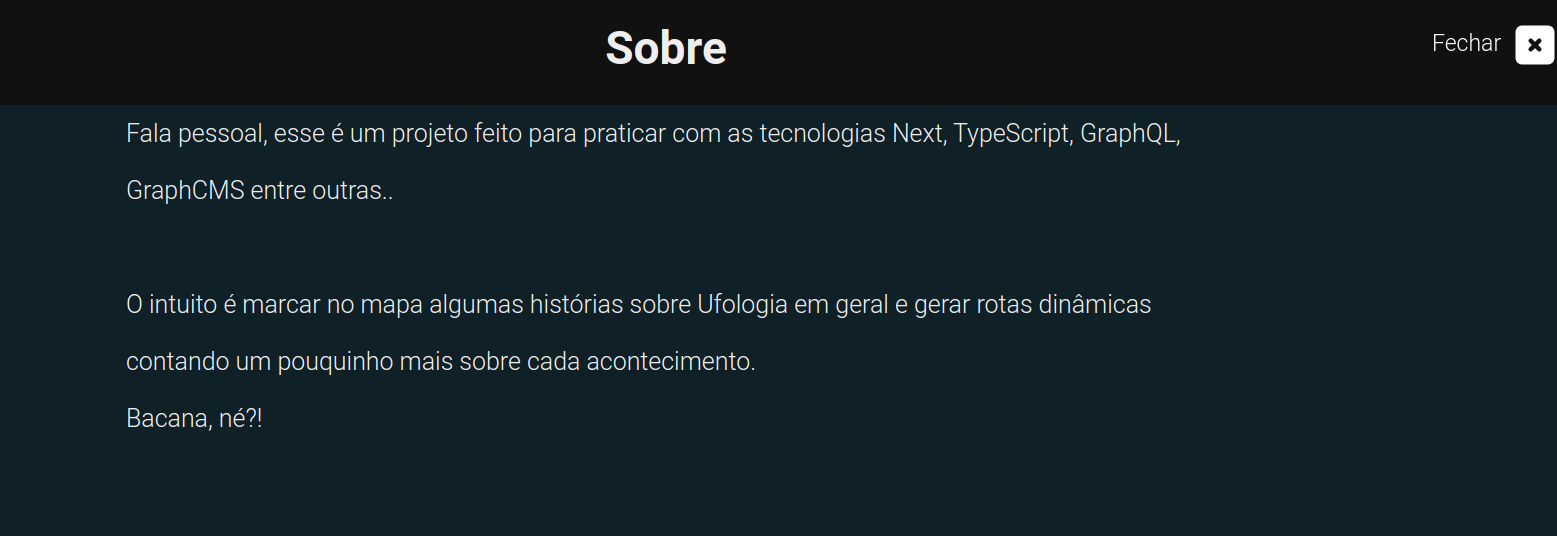 Sobre
Fechar
Fala pessoal, esse é um projeto feito para praticar com as tecnologias Next, TypeScript, GraphQL,
GraphCMS entre outras..
O intuito é marcar no mapa algumas histórias sobre Ufologia em geral e gerar rotas dinâmicas
contando um pouquinho mais sobre cada acontecimento.
Bacana, né?!